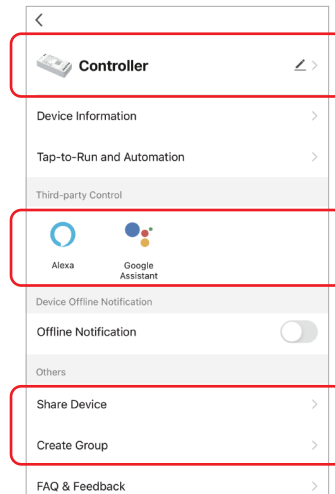 Controller
Device Information
Tap-to-Run and Automation
Third-party Control
Alexa
Google
Assistant
Device Offline Notification
Offline Notification
Others
Share Device
Create Group
FAQ & Feedback